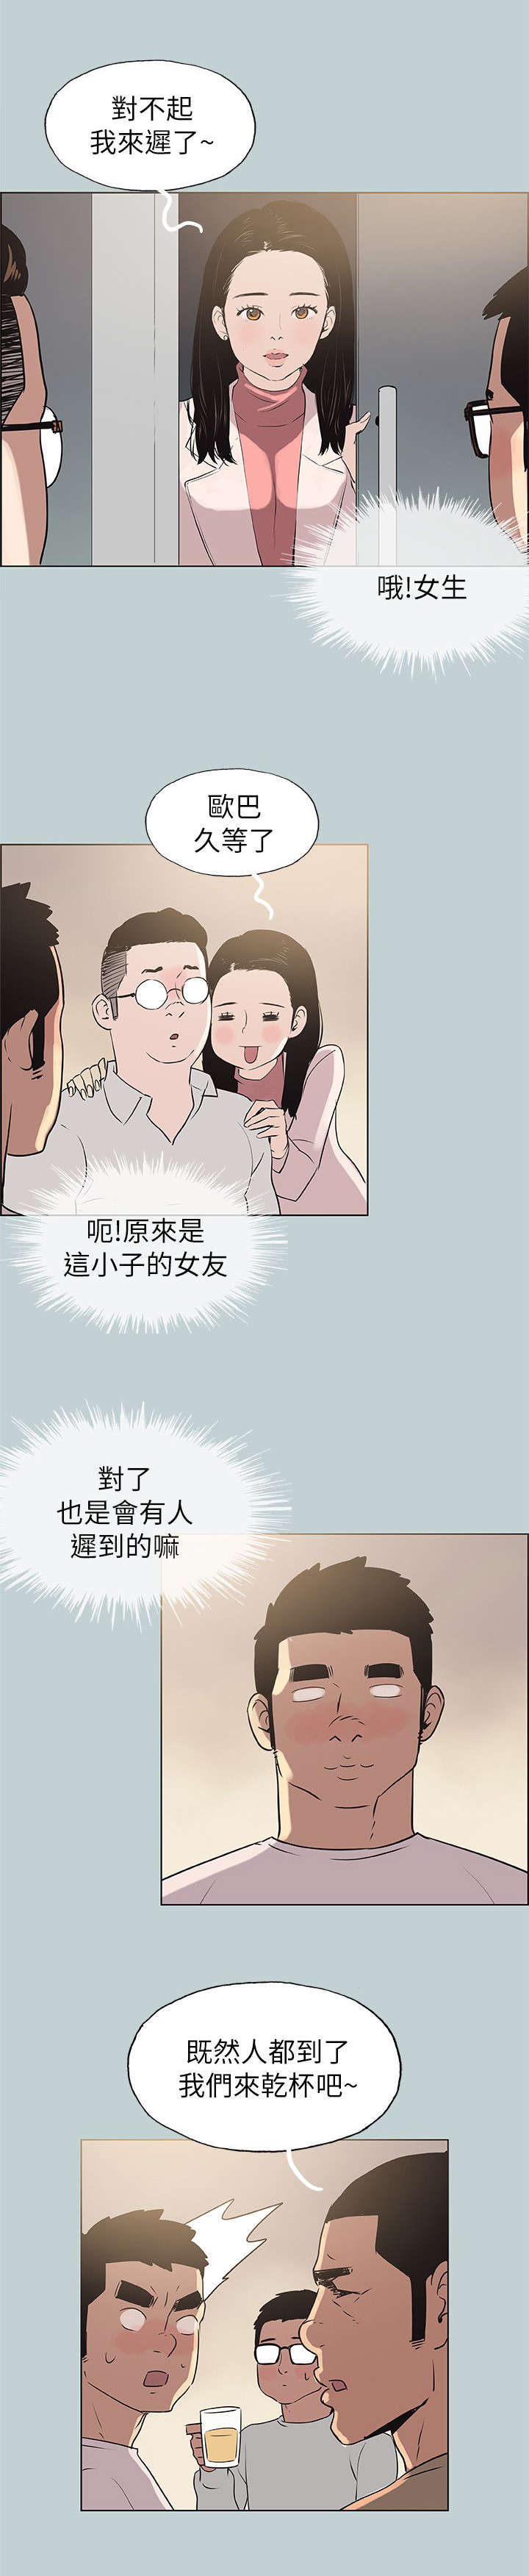 對不起
我來遲了~
哦!女生
歐巴
久等了
呃!原來是
這小子的女友
對了
也是會有人
遲到的嘛
既然人都到了
我們來乾杯吧~